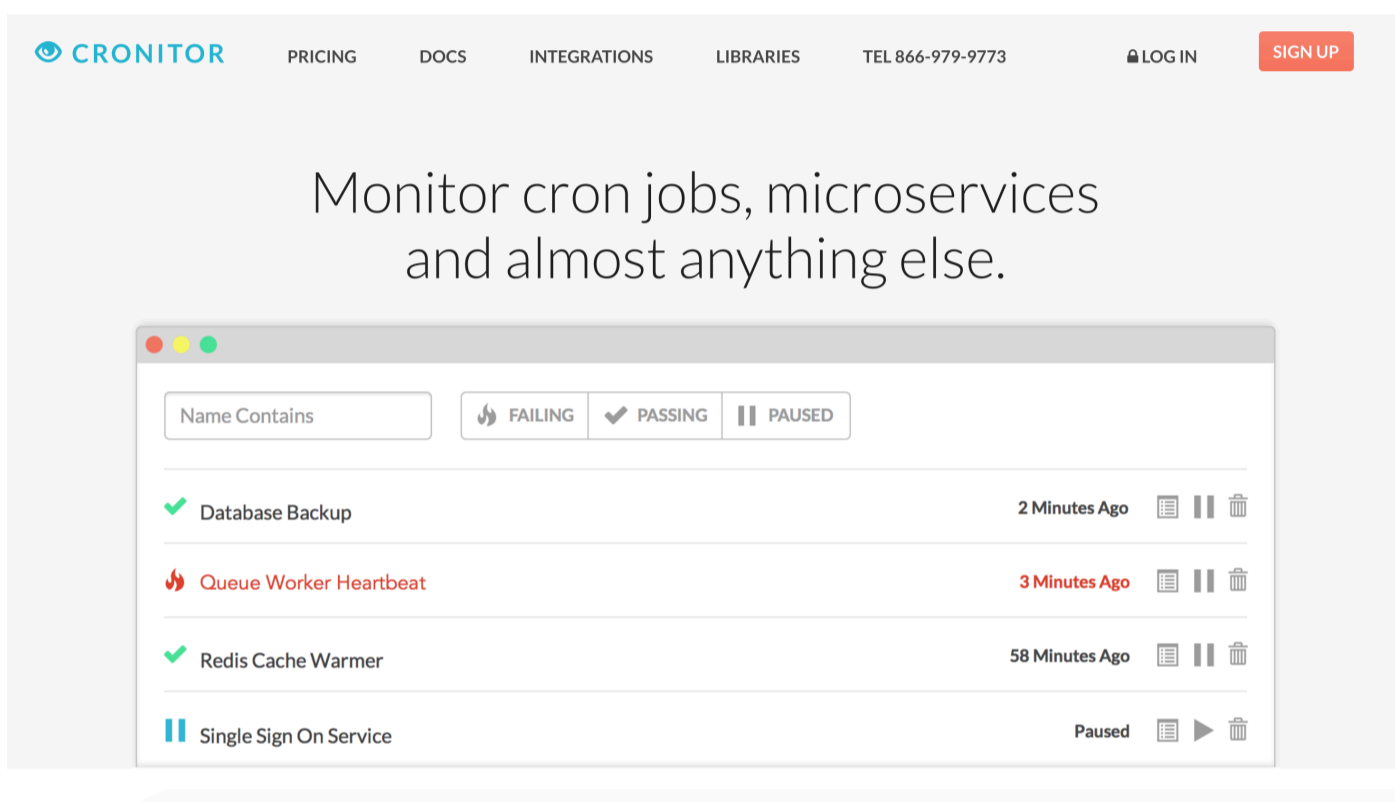 CRONITOR PRICING DOCS INTEGRATIONS LIBRARIES TEL 866-979-9773 LOG IN SIGN UP
Monitor cron jobs, microservices
and almost anything else.
Name Contains FAILING PASSING PAUSED
Database Backup 2 Minutes Ago
Queue Worker Heartbeat 3 Minutes Ago
Redis Cache Warmer 58 Minutes Ago
Single Sign On Service Paused